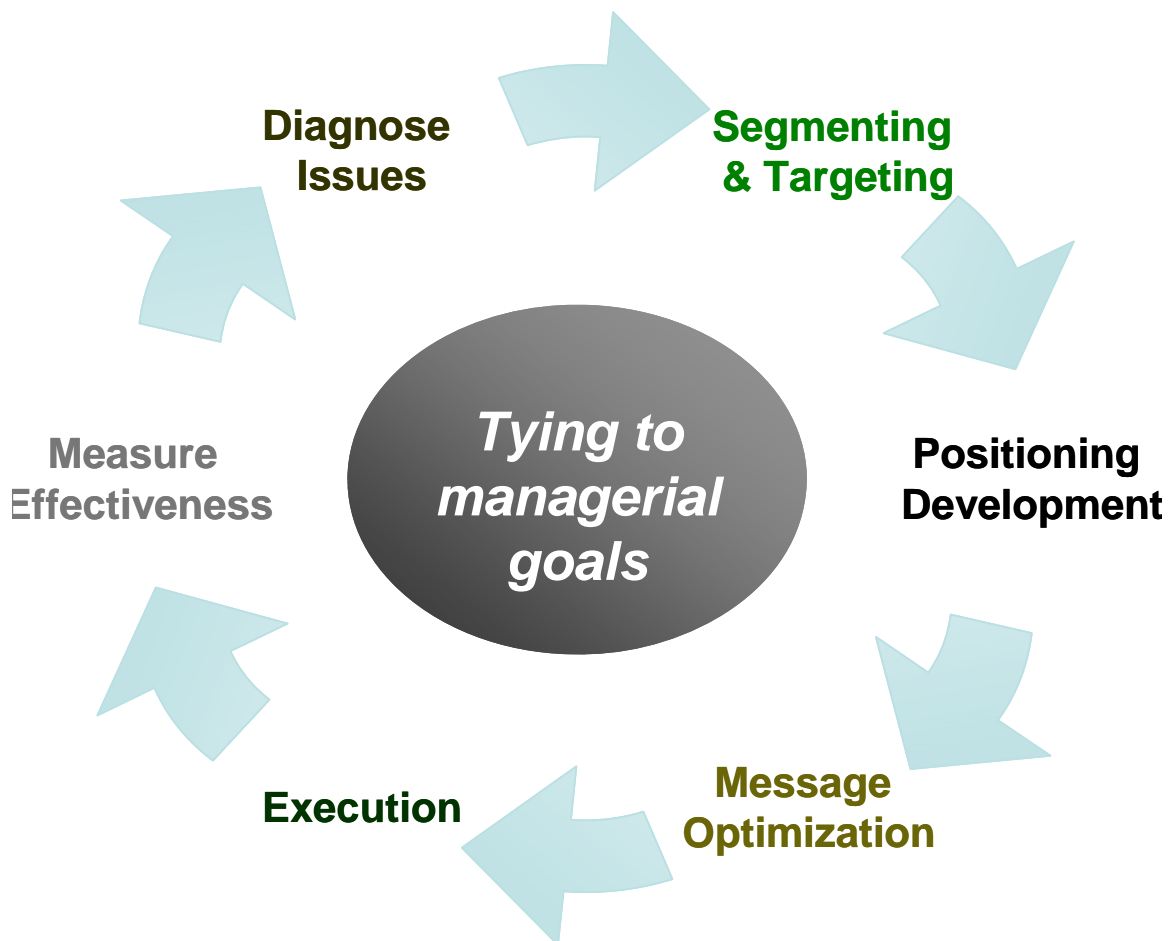 Diagnose
Issues
Segmenting
& Targeting
Positioning
Development
Message
Optimization
Execution
Measure
Effectiveness
Tying to
managerial
goals